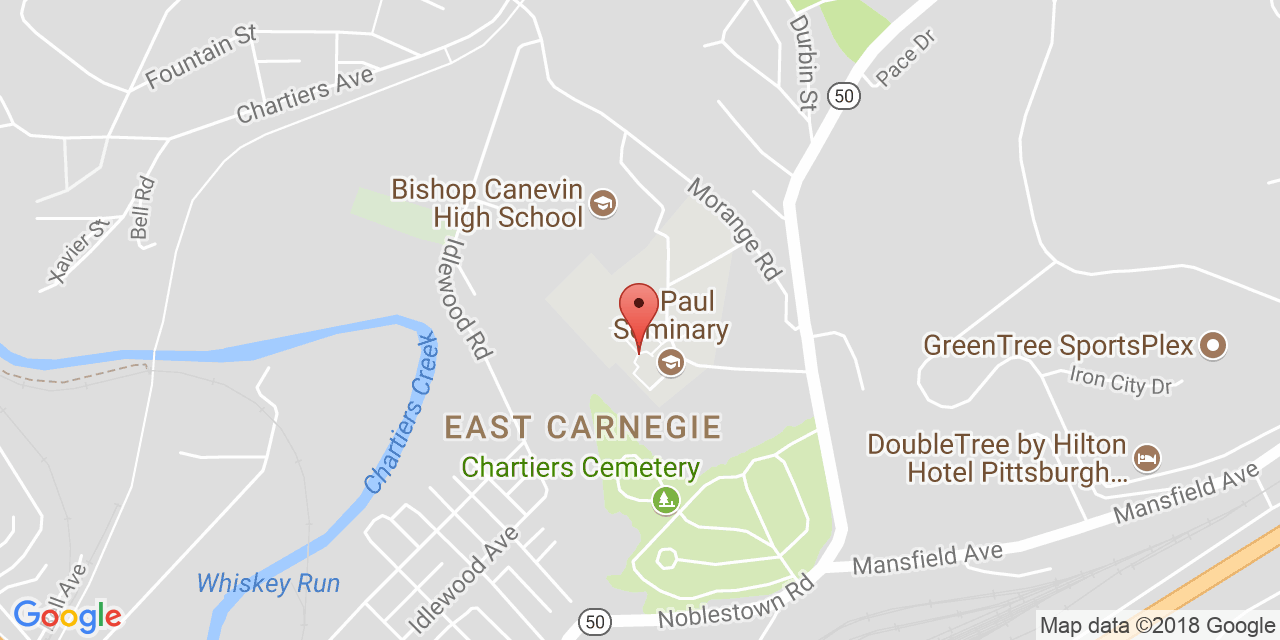 Fountain St
Chartiers Ave
Durbin St
50
Pace Dr
Bell Rd
Xavier St
Bishop Canevin
High School
Morange Rd
Idlewood Rd
Paul
Seminary
GreenTree SportsPlex
Iron City Dr
Chartiers Creek
EAST CARNEGIE
Chartiers Cemetery
DoubleTree by Hilton
Hotel Pittsburgh...
Mansfield Ave
Mansfield Ave
Idlewood Ave
Whiskey Run
Noblestown Rd
50
Ave
Google
Map data ©2018 Google